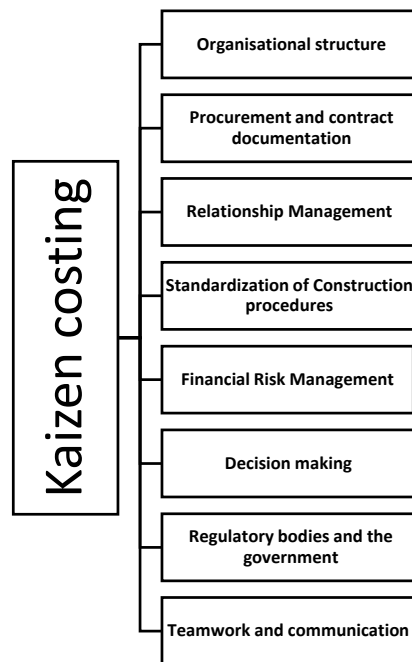 Kaizen costing
Organisational structure
Procurement and contract
documentation
Relationship Management
Standardization of Construction
procedures
Financial Risk Management
Decision making
Regulatory bodies and the
government
Teamwork and communication